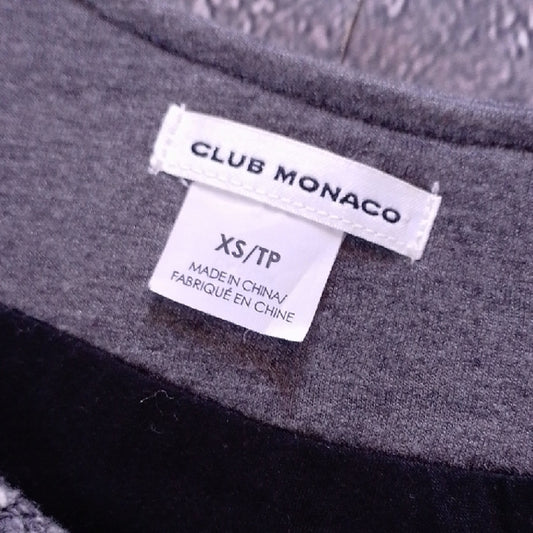 CLUB MONACO
XS/TP
MADE IN CHINA/
FABRIQUÉ EN CHINE